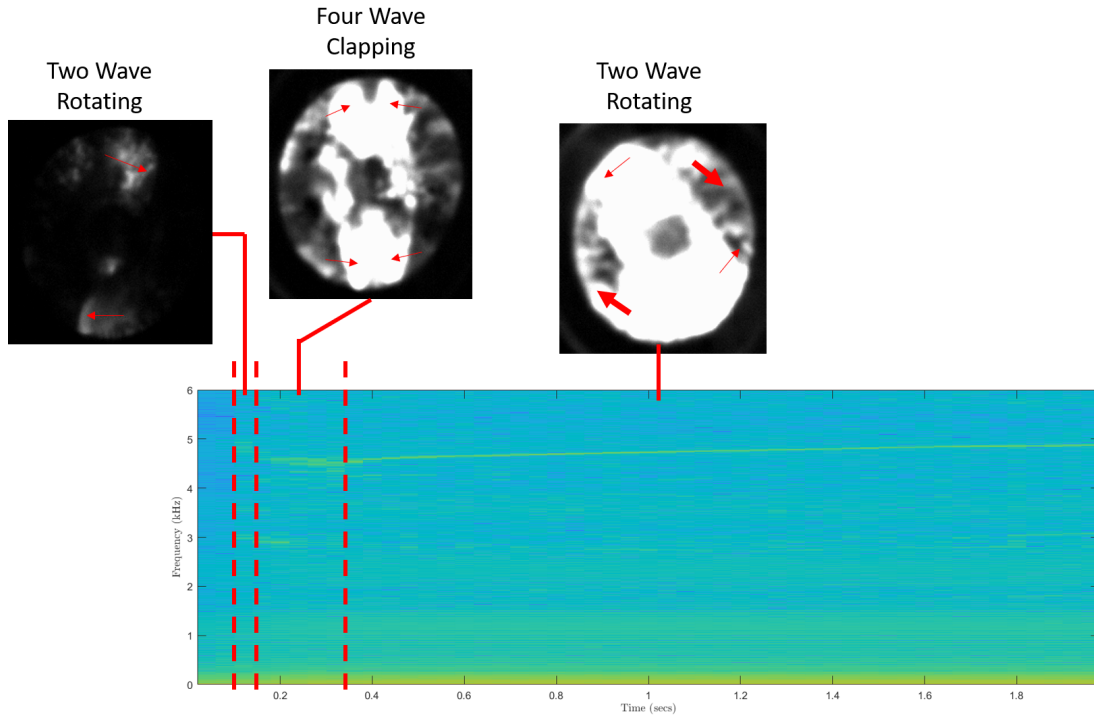 Four Wave
Clapping
Two Wave
Rotating
Two Wave
Rotating
6
5
4
3
2
1
0
Frequency (kHz)
0.2
0.4
0.6
0.8
1
1.2
1.4
1.6
1.8
Time (secs)